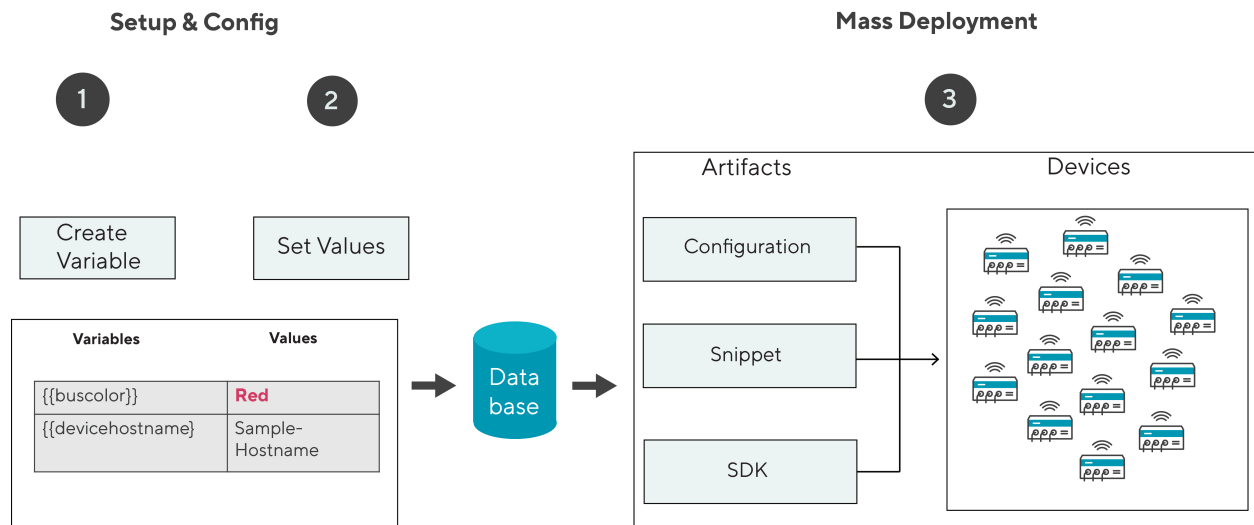 Setup & Config
Mass Deployment
1
2
3
Create
Variable
Set Values
Variables
Values
{{buscolor}}
Red
{{devicehostname}
Sample-
Hostname
Data
base
Artifacts
Devices
Configuration
Snippet
SDK